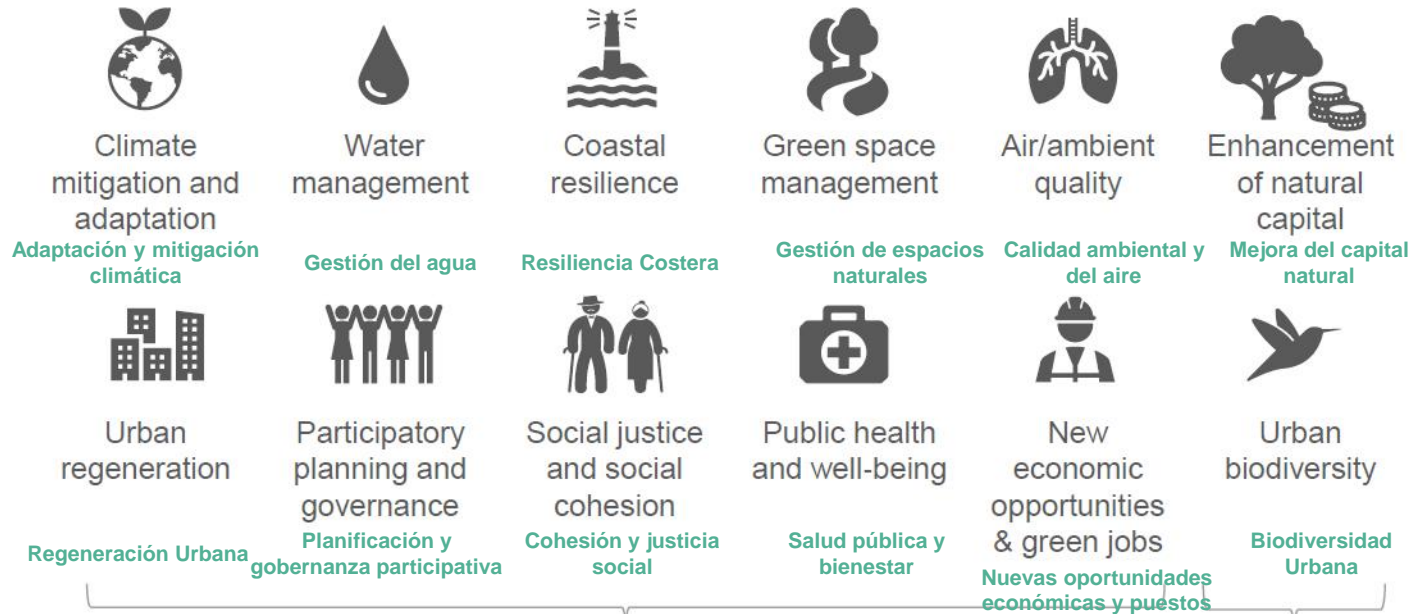 Climate
mitigation and
adaptation
Adaptación y mitigación
climática
Water
management
Gestión del agua
Coastal
resilience
Resiliencia Costera
Green space
management
Gestión de espacios
naturales
Air/ambient
quality
Calidad ambiental y
del aire
Enhancement
of natural
capital
Mejora del capital
natural
Urban
regeneration
Regeneración Urbana
Participatory
planning and
governance
Planificación y
gobernanza participativa
Social justice
and social
cohesion
Cohesión y justicia
social
Public health
and well-being
Salud pública y
bienestar
New
economic
opportunities
& green jobs
Nuevas oportunidades
económicas y puestos
Urban
biodiversity
Biodiversidad
Urbana